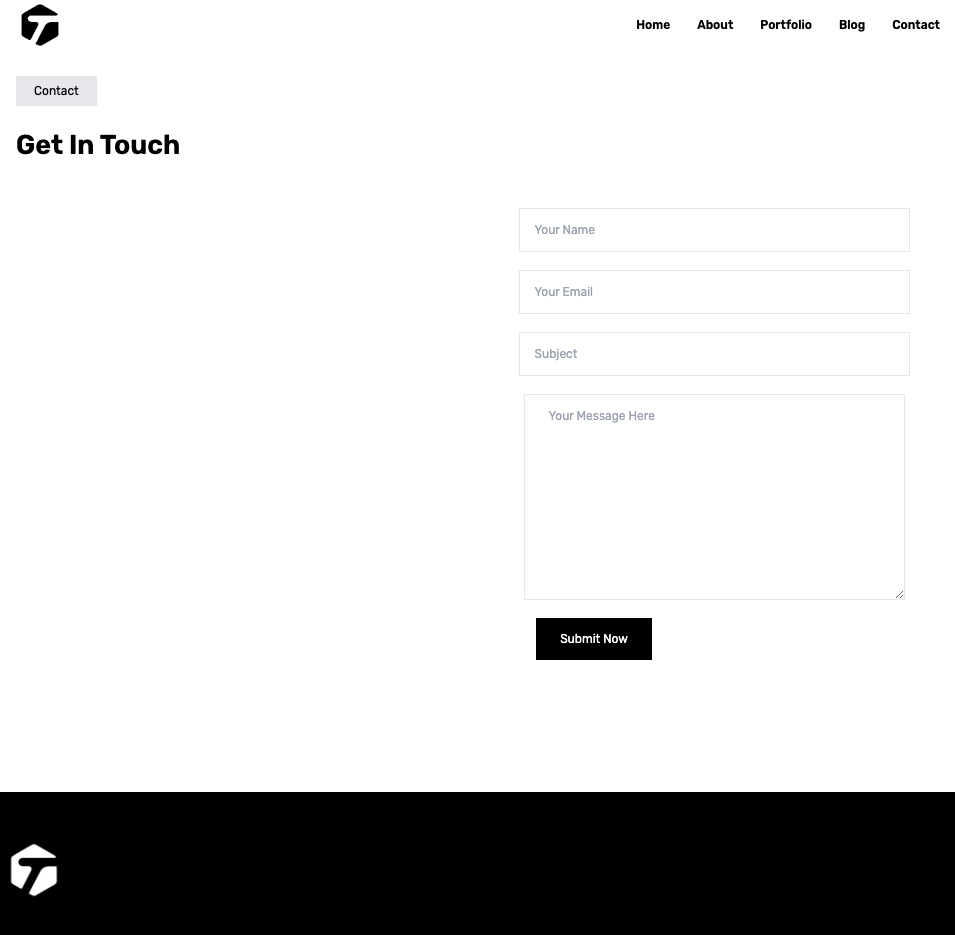 Home About Portfolio Blog Contact
Contact
Get In Touch
Your Name
Your Email
Subject
Your Message Here
Submit Now